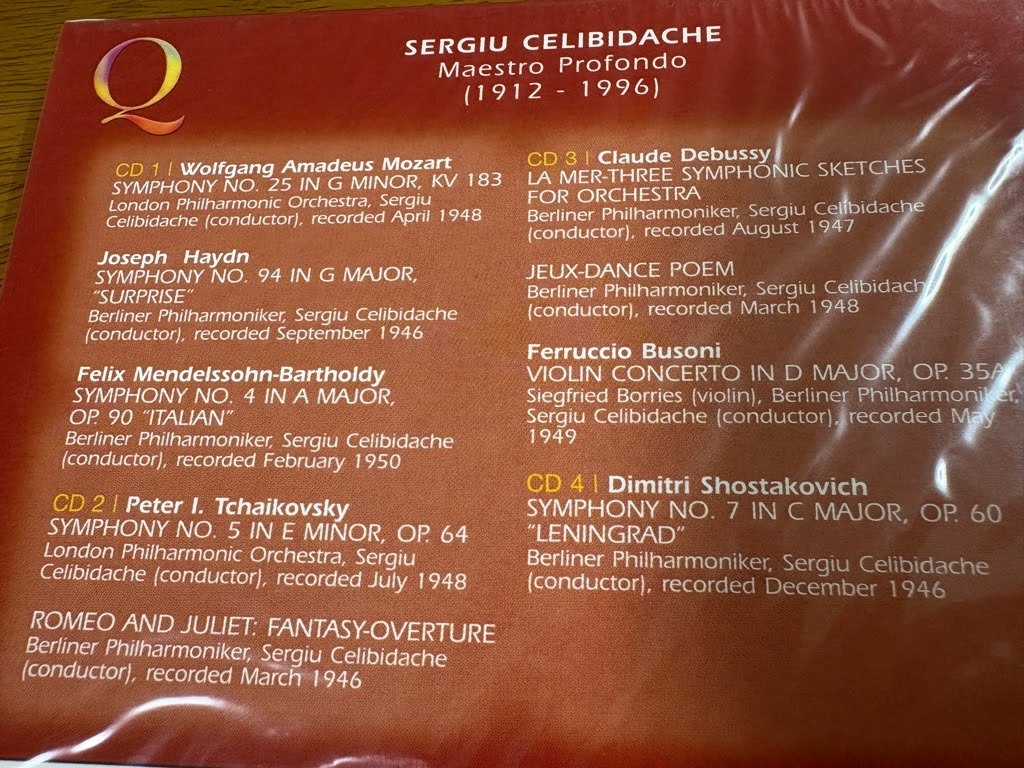 Q
SERGIU CELIBIDACHE
Maestro Profondo
(1912 - 1996)
CD 1 | Wolfgang Amadeus Mozart
SYMPHONY NO. 25 IN G MINOR, KV 183
London Philharmonic Orchestra, Sergiu
Celibidache (conductor), recorded April 1948
Joseph Haydn
SYMPHONY NO. 94 IN G MAJOR,
“SURPRISE”
Berliner Philharmoniker, Sergiu Celibidache
(conductor), recorded September 1946
Felix Mendelssohn-Bartholdy
SYMPHONY NO. 4 IN A MAJOR,
OP. 90 “ITALIAN”
Berliner Philharmoniker, Sergiu Celibidache
(conductor), recorded February 1950
CD 2 | Peter I. Tchaikovsky
SYMPHONY NO. 5 IN E MINOR, OP. 64
London Philharmonic Orchestra, Sergiu
Celibidache (conductor), recorded July 1948
ROMEO AND JULIET: FANTASY-OVERTURE
Berliner Philharmoniker, Sergiu Celibidache
(conductor), recorded March 1946
CD 3 | Claude Debussy
LA MER-THREE SYMPHONIC SKETCHES
FOR ORCHESTRA
Berliner Philharmoniker, Sergiu Celibidache
(conductor), recorded August 1947
JEUX-DANCE POEM
Berliner Philharmoniker, Sergiu Celibidache
(conductor), recorded March 1948
Ferruccio Busoni
VIOLIN CONCERTO IN D MAJOR, OP. 35A
Siegfried Borries (violin), Berliner Philharmoniker,
Sergiu Celibidache (conductor), recorded May
1949
CD 4 | Dimitri Shostakovich
SYMPHONY NO. 7 IN C MAJOR, OP. 60
“LENINGRAD”
Berliner Philharmoniker, Sergiu Celibidache
(conductor), recorded December 1946